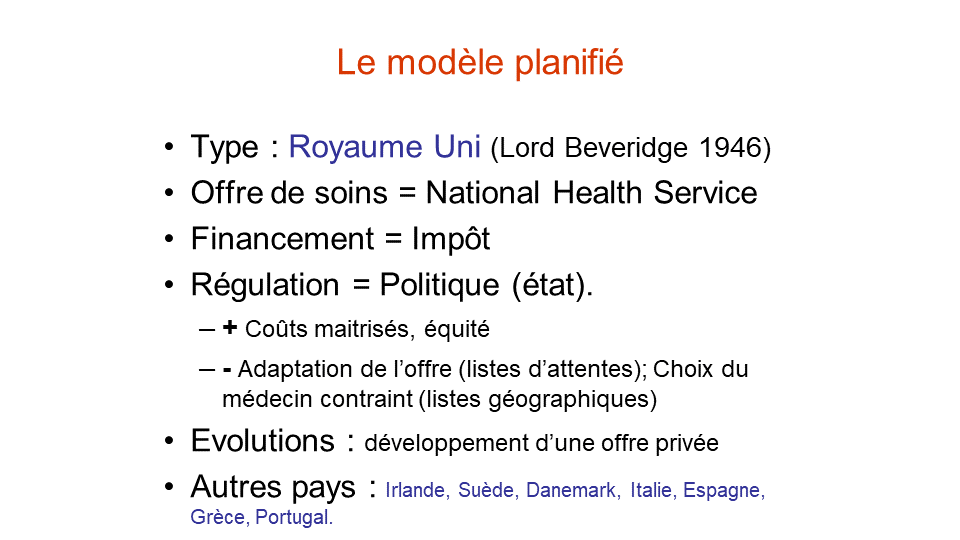 Le modèle planifié
• Type : Royaume Uni (Lord Beveridge 1946)
• Offre de soins = National Health Service
• Financement = Impôt
• Régulation = Politique (état).
– + Coûts maitrisés, équité
– - Adaptation de l’offre (listes d’attentes); Choix du
médecin contraint (listes géographiques)
• Evolutions : développement d’une offre privée
• Autres pays : Irlande, Suède, Danemark, Italie, Espagne,
Grèce, Portugal.